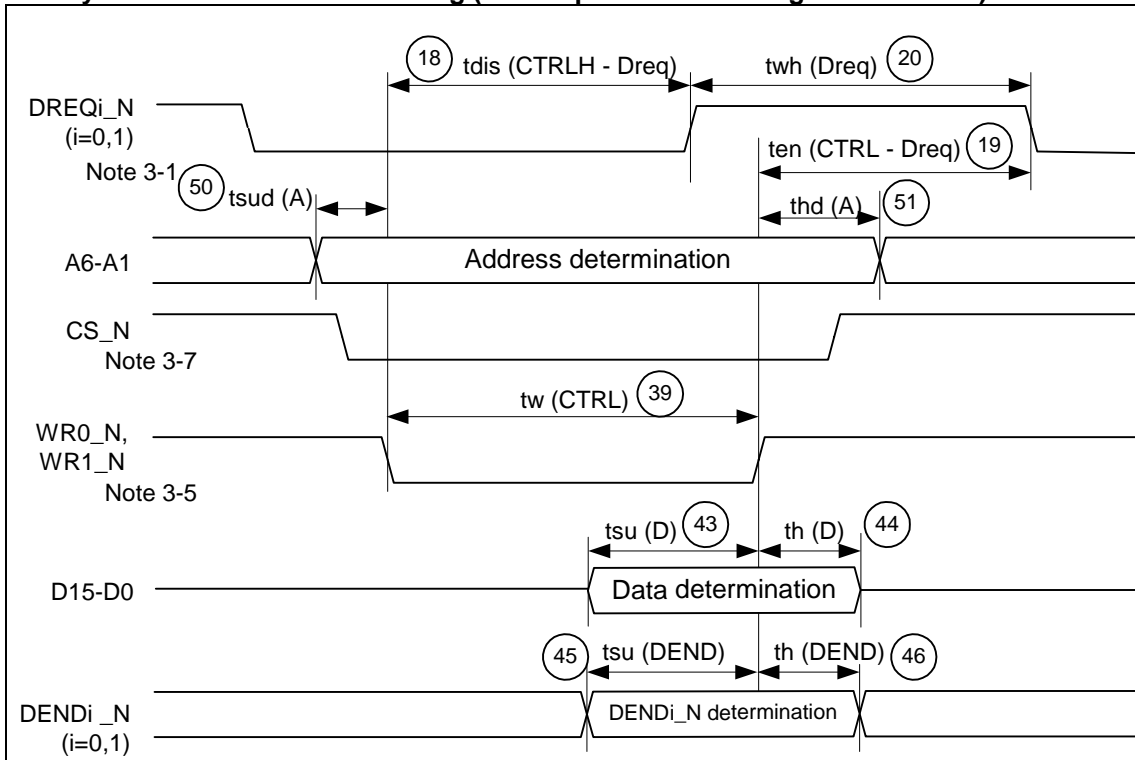 18 tdis (CTRLH - Dreq) twh (Dreq) 20
DREQi_N
(i=0,1)
Note 3-1
ten (CTRL - Dreq) 19
50 tsud (A)
thd (A) 51
A6-A1
Address determination
CS_N
Note 3-7
tw (CTRL) 39
WR0_N,
WR1_N
Note 3-5
tsu (D) 43 th (D) 44
D15-D0
Data determination
45 tsu (DEND) th (DEND) 46
DENDi _N
(i=0,1)
DENDi_N determination